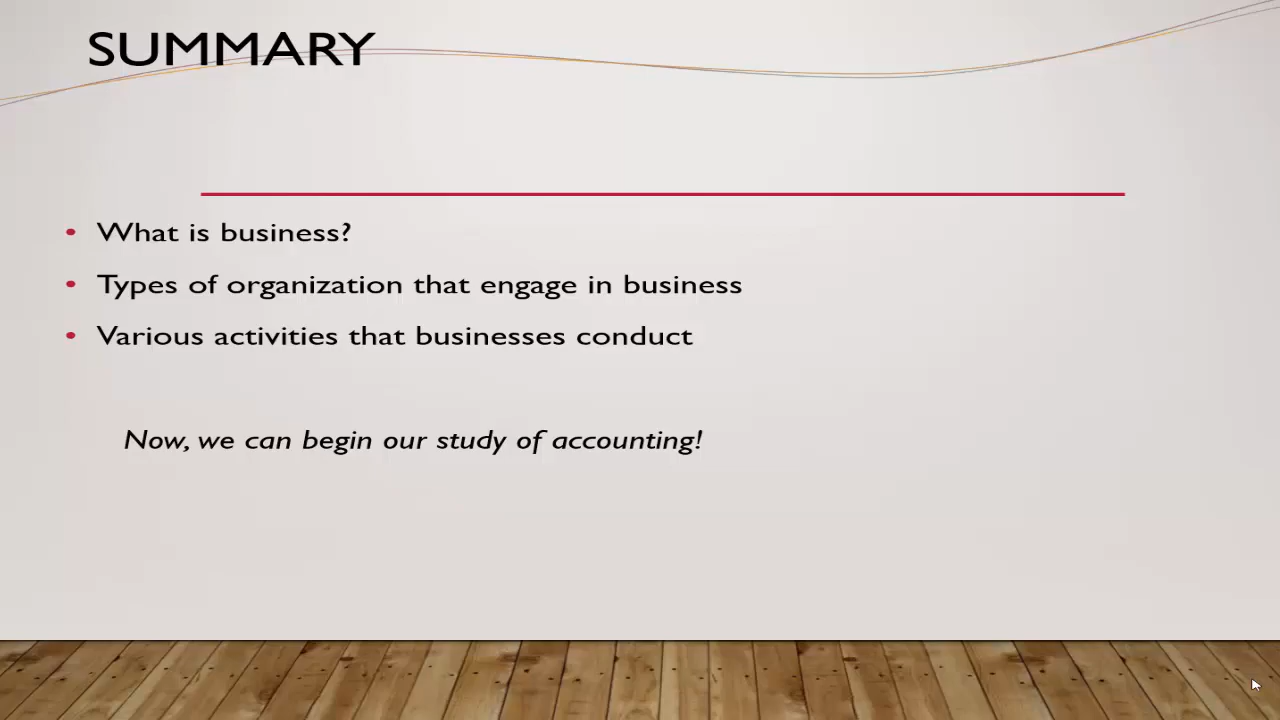 SUMMARY
• What is business?
• Types of organization that engage in business
• Various activities that businesses conduct
Now, we can begin our study of accounting!